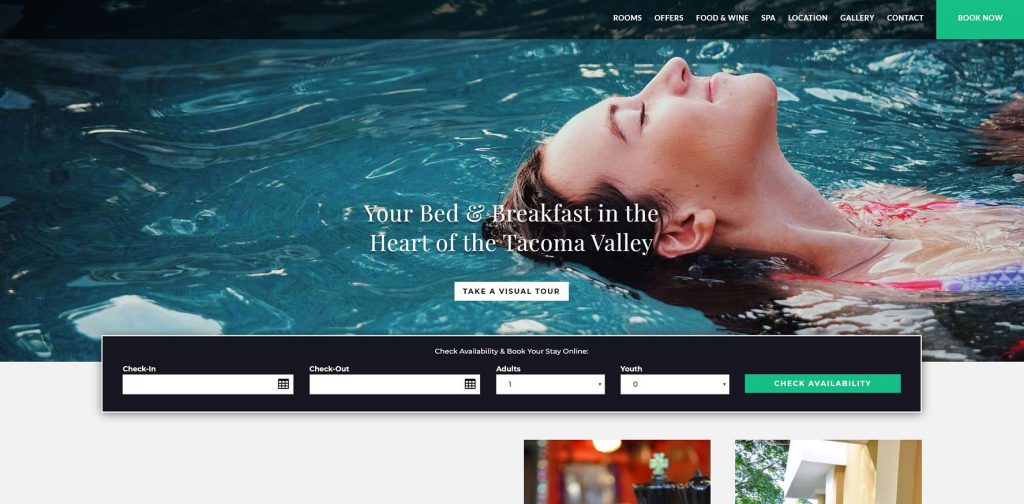 ROOMS OFFERS FOOD & WINE SPA LOCATION GALLERY CONTACT BOOK NOW
Your Bed & Breakfast in the
Heart of the Tacoma Valley
TAKE A VISUAL TOUR
Check Availability & Book Your Stay Online:
Check-In Check-Out Adults Youth
1 0 CHECK AVAILABILITY